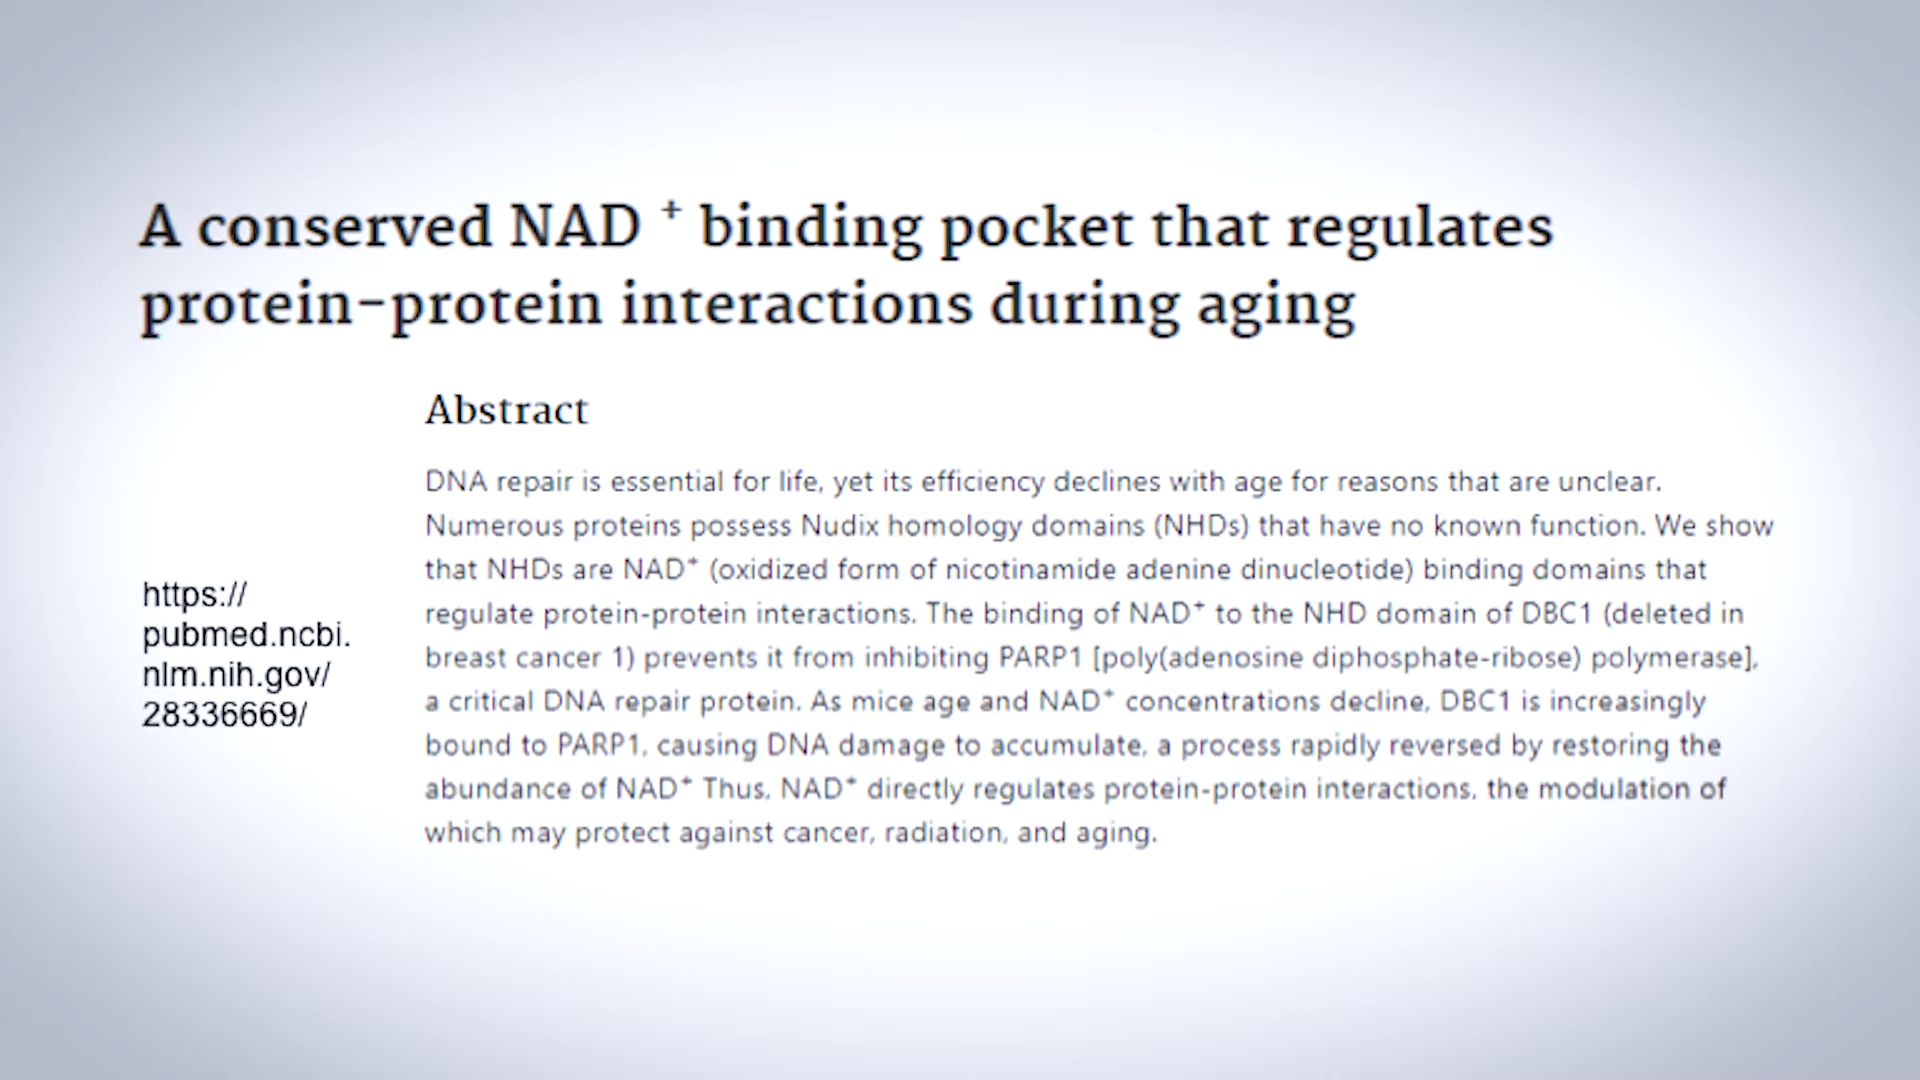 A conserved NAD + binding pocket that regulates
protein-protein interactions during aging
Abstract
DNA repair is essential for life, yet its efficiency declines with age for reasons that are unclear.
Numerous proteins possess Nudix homology domains (NHDs) that have no known function. We show
that NHDs are NAD⁺ (oxidized form of nicotinamide adenine dinucleotide) binding domains that
regulate protein-protein interactions. The binding of NAD⁺ to the NHD domain of DBC1 (deleted in
breast cancer 1) prevents it from inhibiting PARP1 [poly(adenosine diphosphate-ribose) polymerase],
a critical DNA repair protein. As mice age and NAD⁺ concentrations decline, DBC1 is increasingly
bound to PARP1, causing DNA damage to accumulate, a process rapidly reversed by restoring the
abundance of NAD⁺ Thus, NAD⁺ directly regulates protein-protein interactions, the modulation of
which may protect against cancer, radiation, and aging.
https://
pubmed.ncbi.
nlm.nih.gov/
28336669/